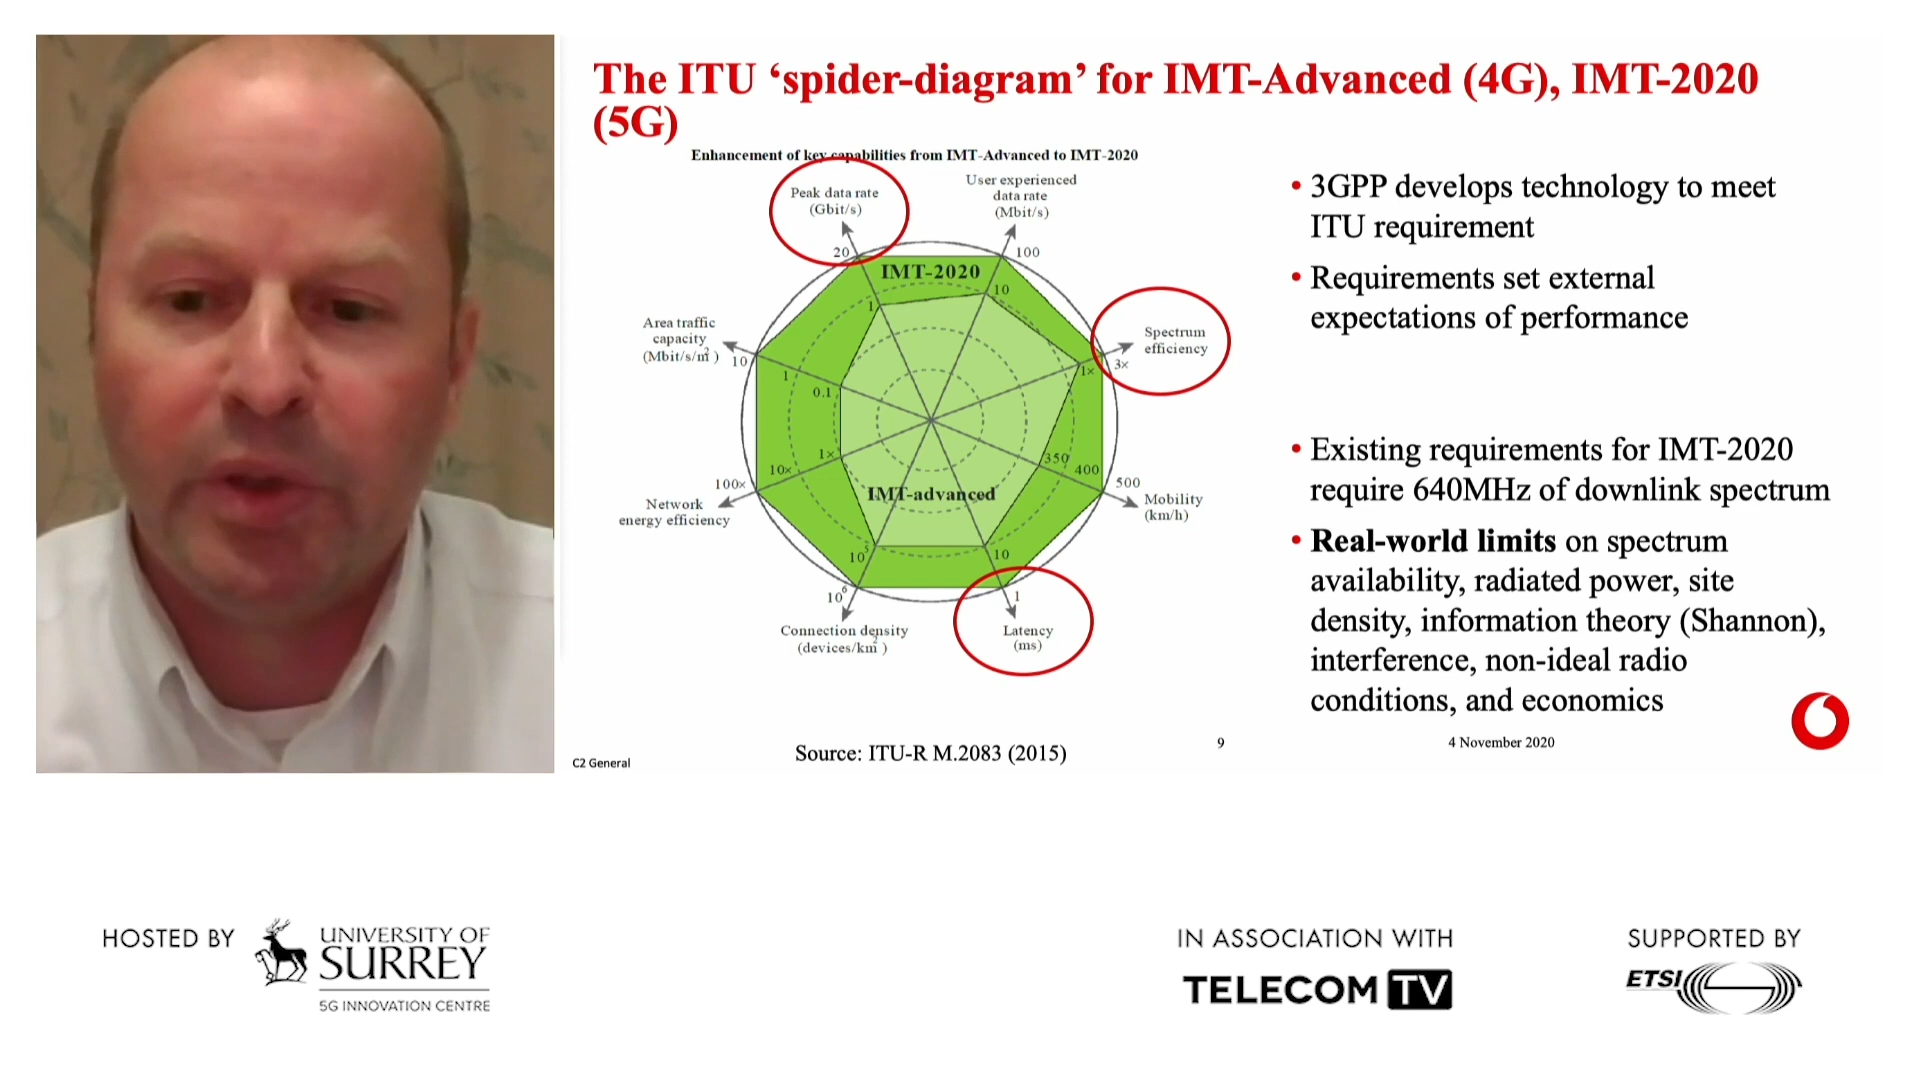 The ITU ‘spider-diagram’ for IMT-Advanced (4G), IMT-2020
(5G)
Enhancement of key capabilities from IMT-Advanced to IMT-2020
Peak data rate
(Gbit/s)
User experienced
data rate
(Mbit/s)
20
100
IMT-2020
10
1
Area traffic
capacity
(Mbit/s/m²)
Spectrum
efficiency
10
1
0.1
1×
3×
1×
10×
100×
350
400
500
Network
energy efficiency
IMT-advanced
Mobility
(km/h)
10⁵
10
10⁶
1
Connection density
(devices/km²)
Latency
(ms)
• 3GPP develops technology to meet
ITU requirement
• Requirements set external
expectations of performance
• Existing requirements for IMT-2020
require 640MHz of downlink spectrum
• Real-world limits on spectrum
availability, radiated power, site
density, information theory (Shannon),
interference, non-ideal radio
conditions, and economics
C2 General
Source: ITU-R M.2083 (2015)
9
4 November 2020
HOSTED BY
UNIVERSITY OF
SURREY
5G INNOVATION CENTRE
IN ASSOCIATION WITH
TELECOM TV
SUPPORTED BY
ETSI